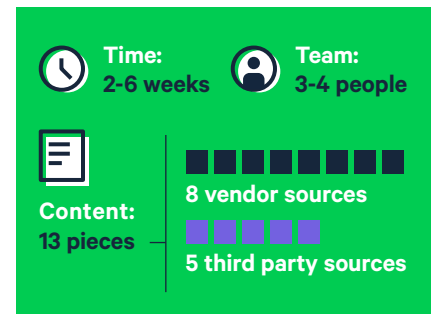 Time:
2-6 weeks
Team:
3-4 people
Content:
13 pieces
8 vendor sources
5 third party sources